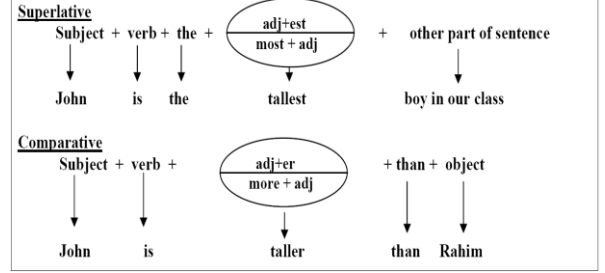 Superlative
Subject + verb + the + adj+est + other part of sentence
most + adj
John is the tallest boy in our class
Comparative
Subject + verb + adj+er + than + object
more + adj
John is taller than Rahim